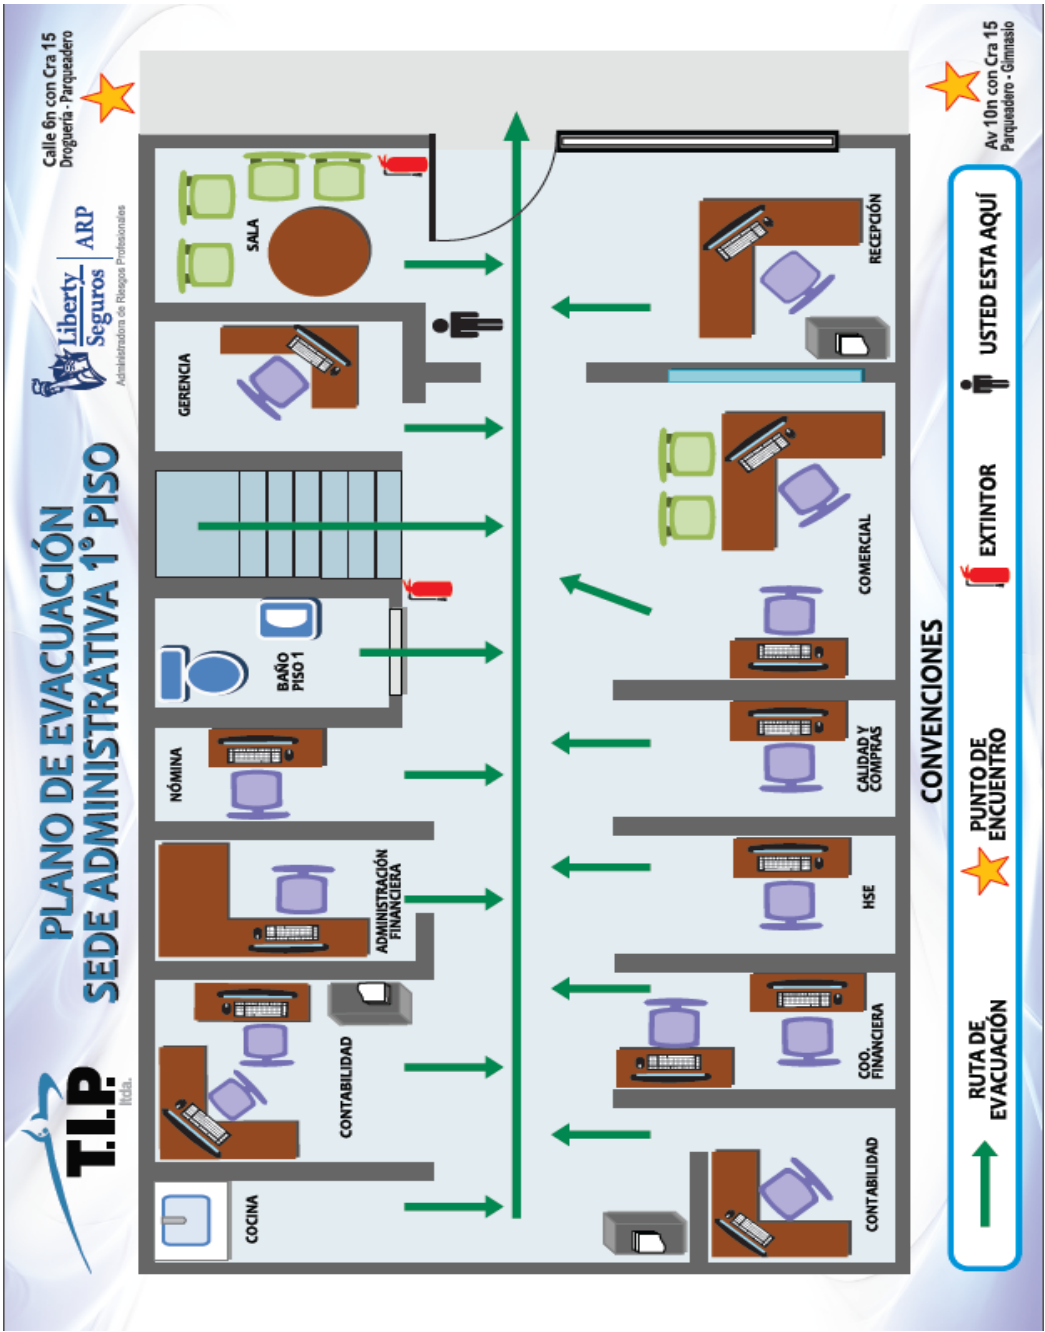 PLANO DE EVACUACIÓN
SEDE ADMINISTRATIVA 1° PISO
T.I.P.
ltda.
Liberty
Seguros
ARP
Administradora de Riesgos Profesionales
Calle 6n con Cra 15
Droguería - Parqueadero
COCINA
CONTABILIDAD
ADMINISTRACIÓN
FINANCIERA
NÓMINA
BAÑO
PISO 1
GERENCIA
SALA
CONTABILIDAD
COO.
FINANCIERA
HSE
CALIDAD Y
COMPRAS
COMERCIAL
RECEPCIÓN
CONVENCIONES
RUTA DE
EVACUACIÓN
PUNTO DE
ENCUENTRO
EXTINTOR
USTED ESTA AQUÍ
Av 10n con Cra 15
Parqueadero - Gimnasio